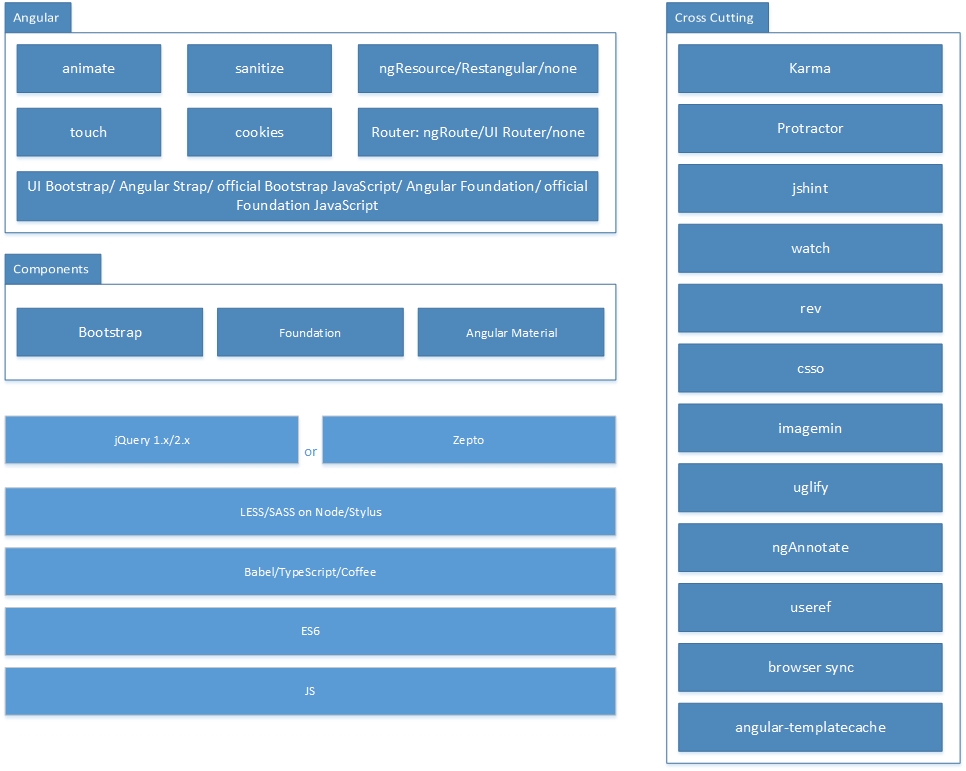 Angular
animate
sanitize
ngResource/Restangular/none
touch
cookies
Router: ngRoute/UI Router/none
UI Bootstrap/ Angular Strap/ official Bootstrap JavaScript/ Angular Foundation/ official
Foundation JavaScript
Components
Bootstrap
Foundation
Angular Material
jQuery 1.x/2.x
or
Zepto
LESS/SASS on Node/Stylus
Babel/TypeScript/Coffee
ES6
JS
Cross Cutting
Karma
Protractor
jshint
watch
rev
csso
imagemin
uglify
ngAnnotate
useref
browser sync
angular-templatecache